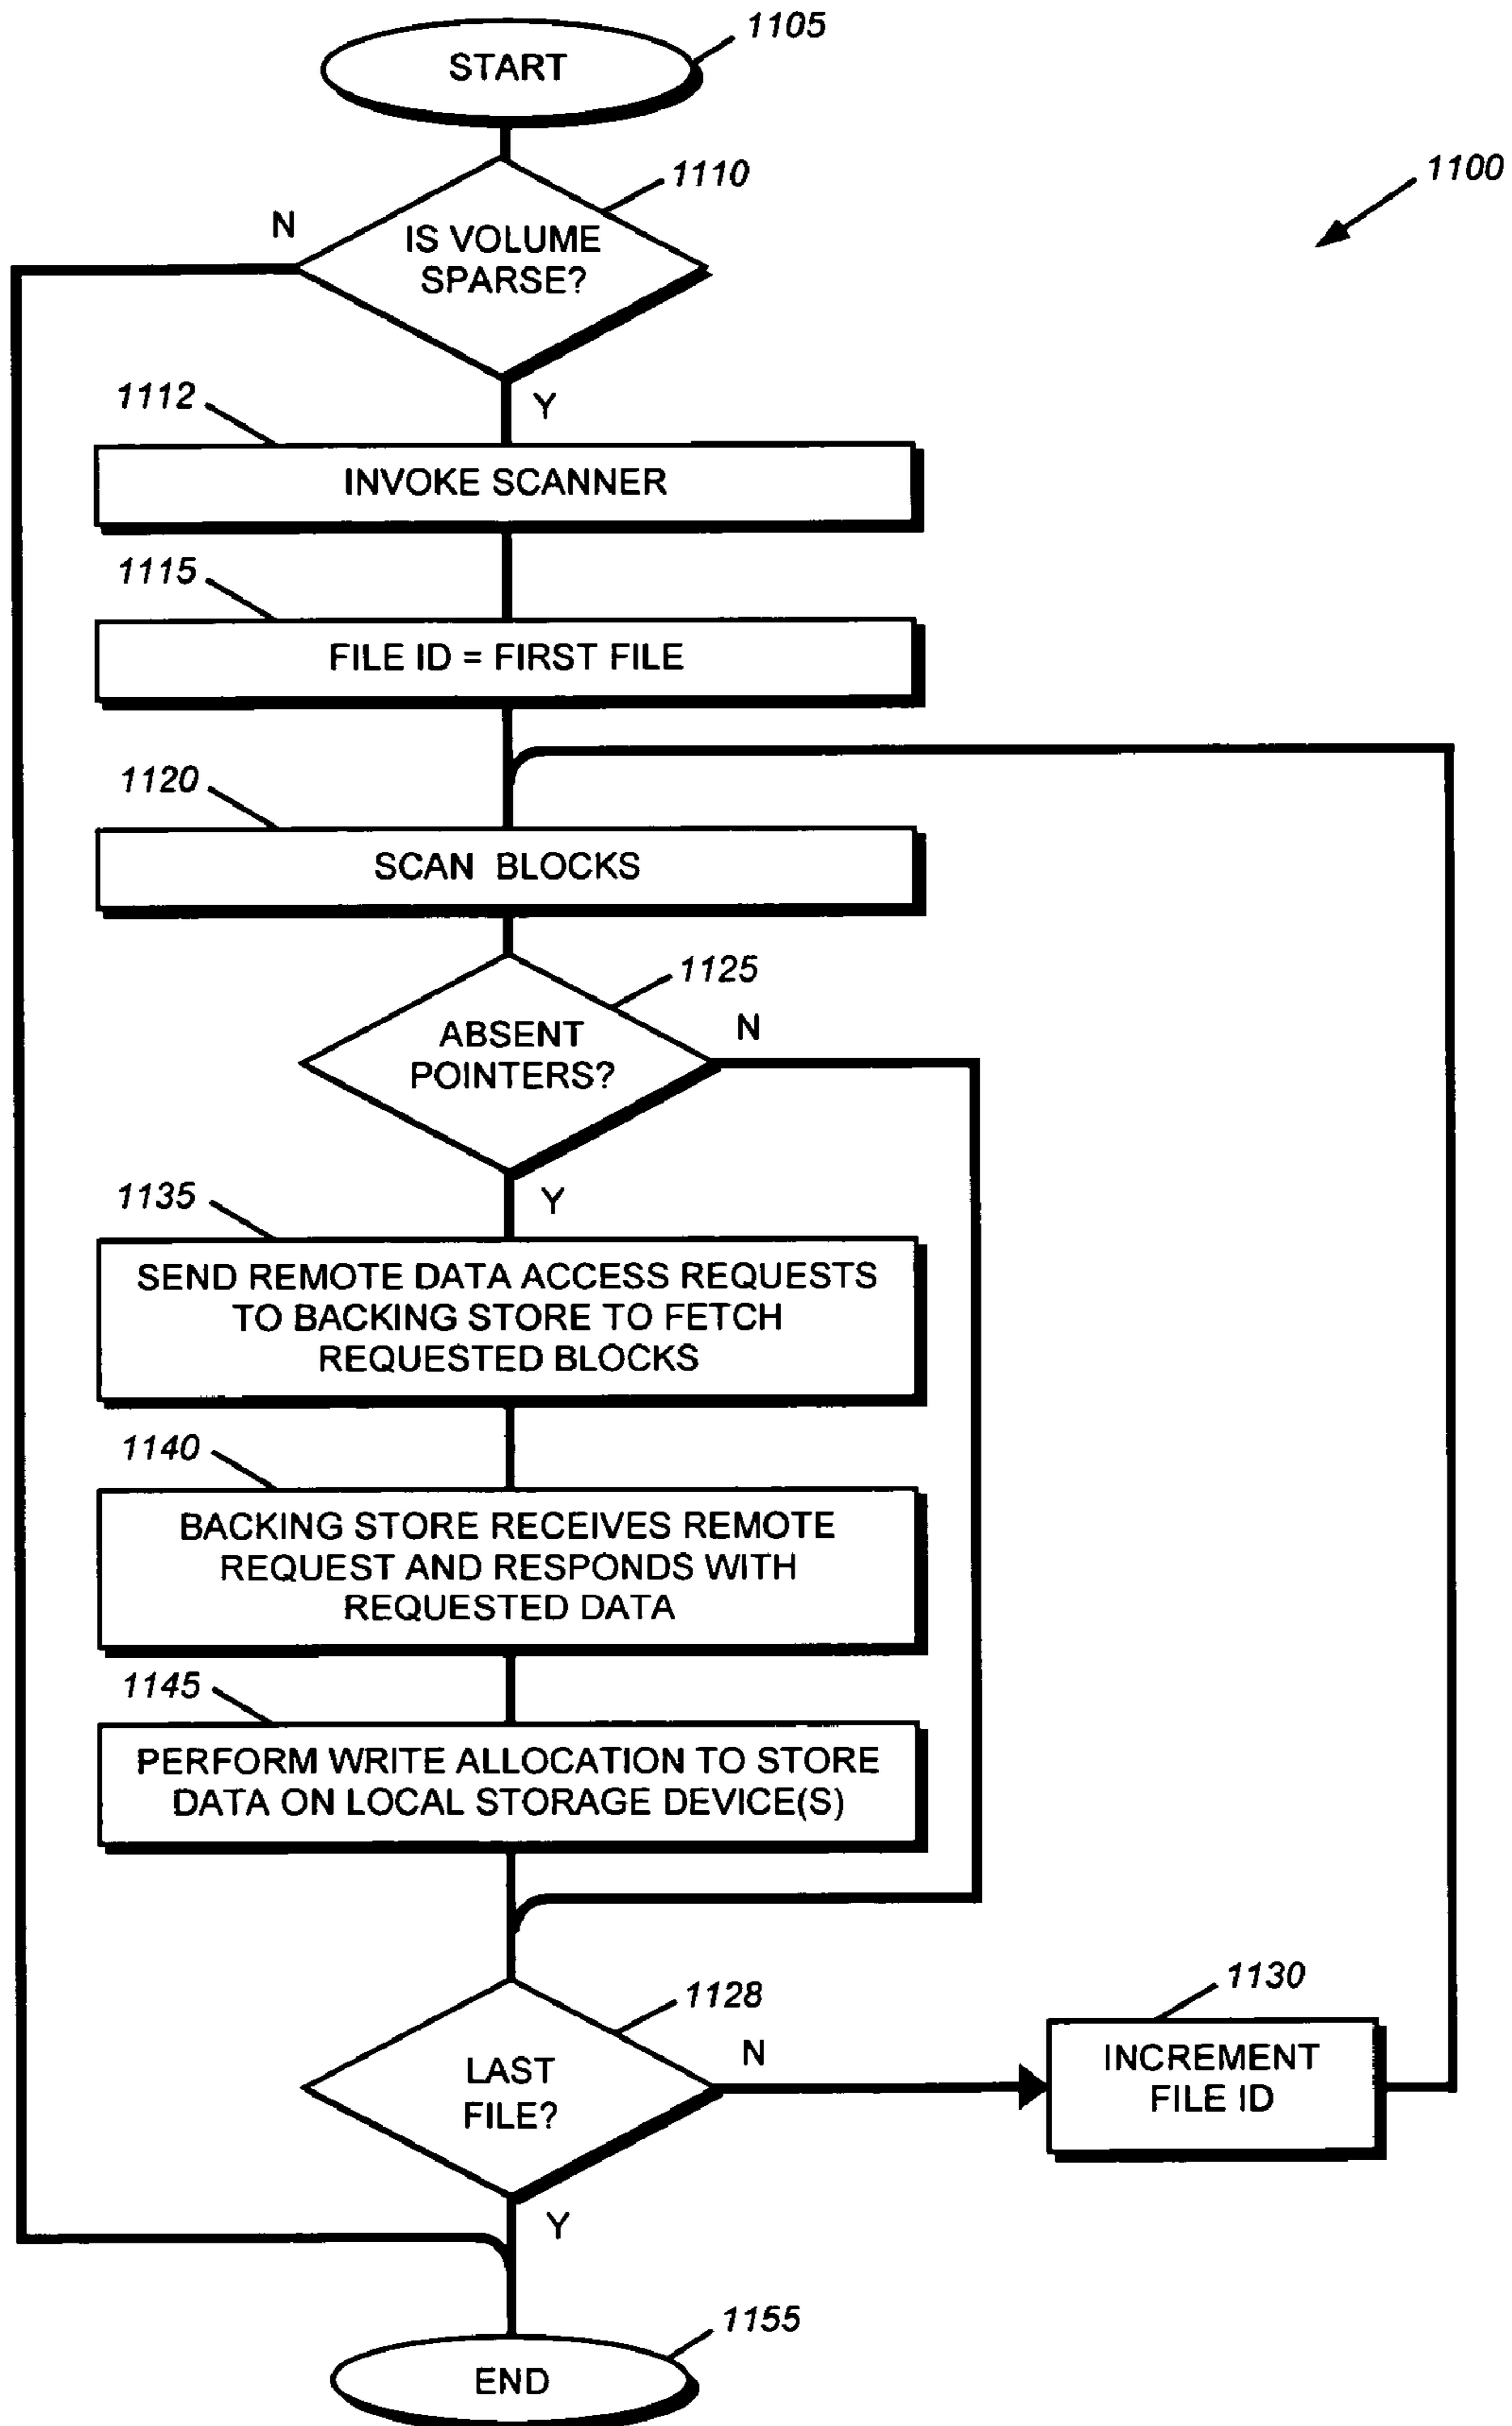 1105
START
1110
1100
N
IS VOLUME
SPARSE?
Y
1112
INVOKE SCANNER
1115
FILE ID = FIRST FILE
1120
SCAN BLOCKS
1125
ABSENT
POINTERS?
N
Y
1135
SEND REMOTE DATA ACCESS REQUESTS
TO BACKING STORE TO FETCH
REQUESTED BLOCKS
1140
BACKING STORE RECEIVES REMOTE
REQUEST AND RESPONDS WITH
REQUESTED DATA
1145
PERFORM WRITE ALLOCATION TO STORE
DATA ON LOCAL STORAGE DEVICE(S)
1128
LAST
FILE?
N
1130
INCREMENT
FILE ID
Y
1155
END